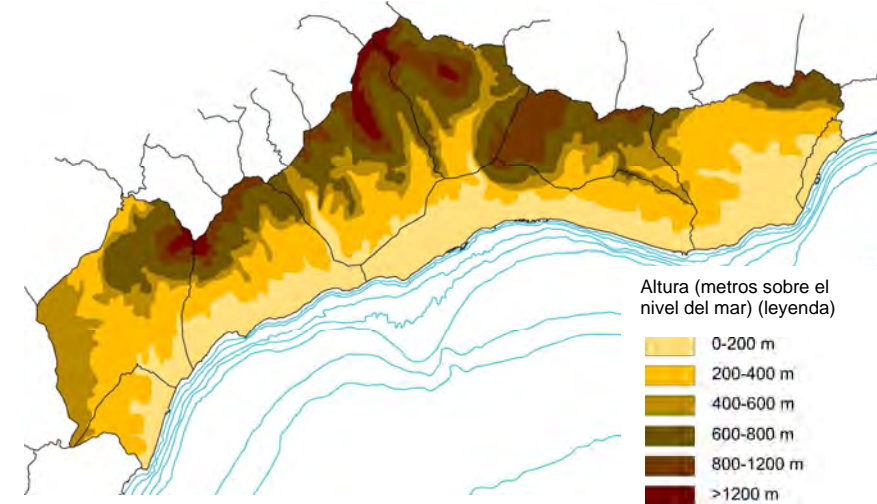 Altura (metros sobre el
nivel del mar) (leyenda)
0-200 m
200-400 m
400-600 m
600-800 m
800-1200 m
>1200 m